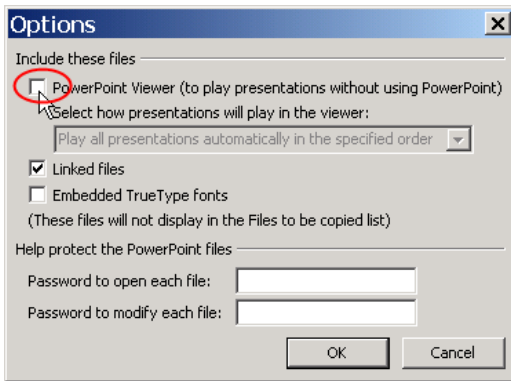 Options
Include these files
PowerPoint Viewer (to play presentations without using PowerPoint)
Select how presentations will play in the viewer:
Play all presentations automatically in the specified order
Linked files
Embedded TrueType fonts
(These files will not display in the Files to be copied list)
Help protect the PowerPoint files
Password to open each file:
Password to modify each file:
OK Cancel